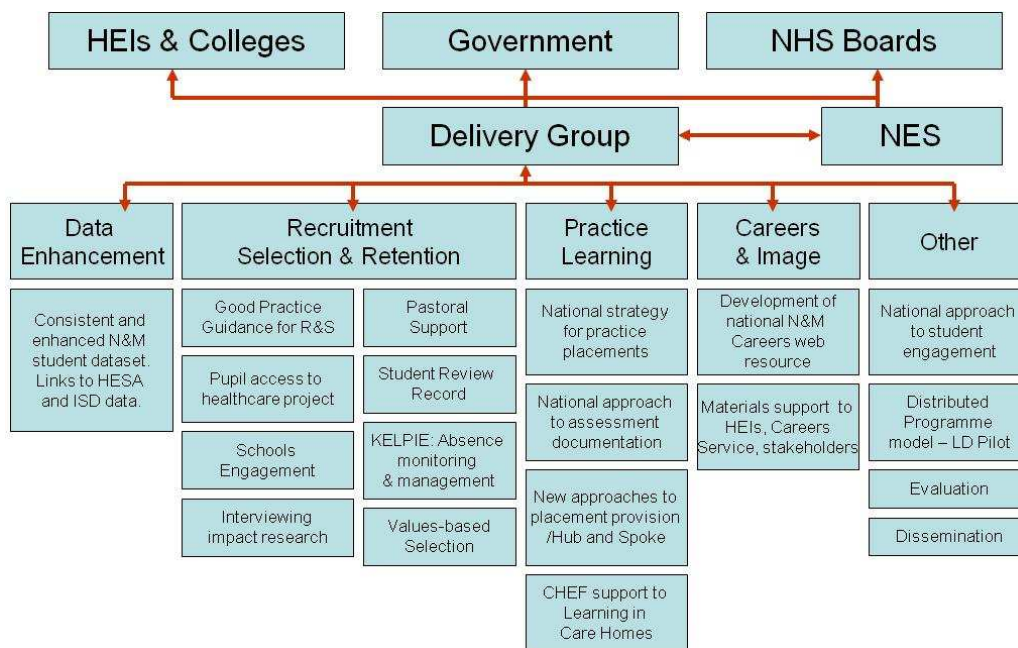 HEIs & Colleges
Government
NHS Boards
Delivery Group
NES
Data
Enhancement
Recruitment
Selection & Retention
Practice
Learning
Careers
& Image
Other
Consistent and
enhanced N&M
student dataset.
Links to HESA
and ISD data.
Good Practice
Guidance for R&S
Pupil access to
healthcare project
Schools
Engagement
Interviewing
impact research
Pastoral
Support
Student Review
Record
KELPIE: Absence
monitoring
& management
Values-based
Selection
National strategy
for practice
placements
National approach
to assessment
documentation
New approaches to
placement provision
/Hub and Spoke
CHEF support to
Learning in
Care Homes
Development of
national N&M
Careers web
resource
Materials support to
HEIs, Careers
Service, stakeholders
National approach
to student
engagement
Distributed
Programme
model – LD Pilot
Evaluation
Dissemination